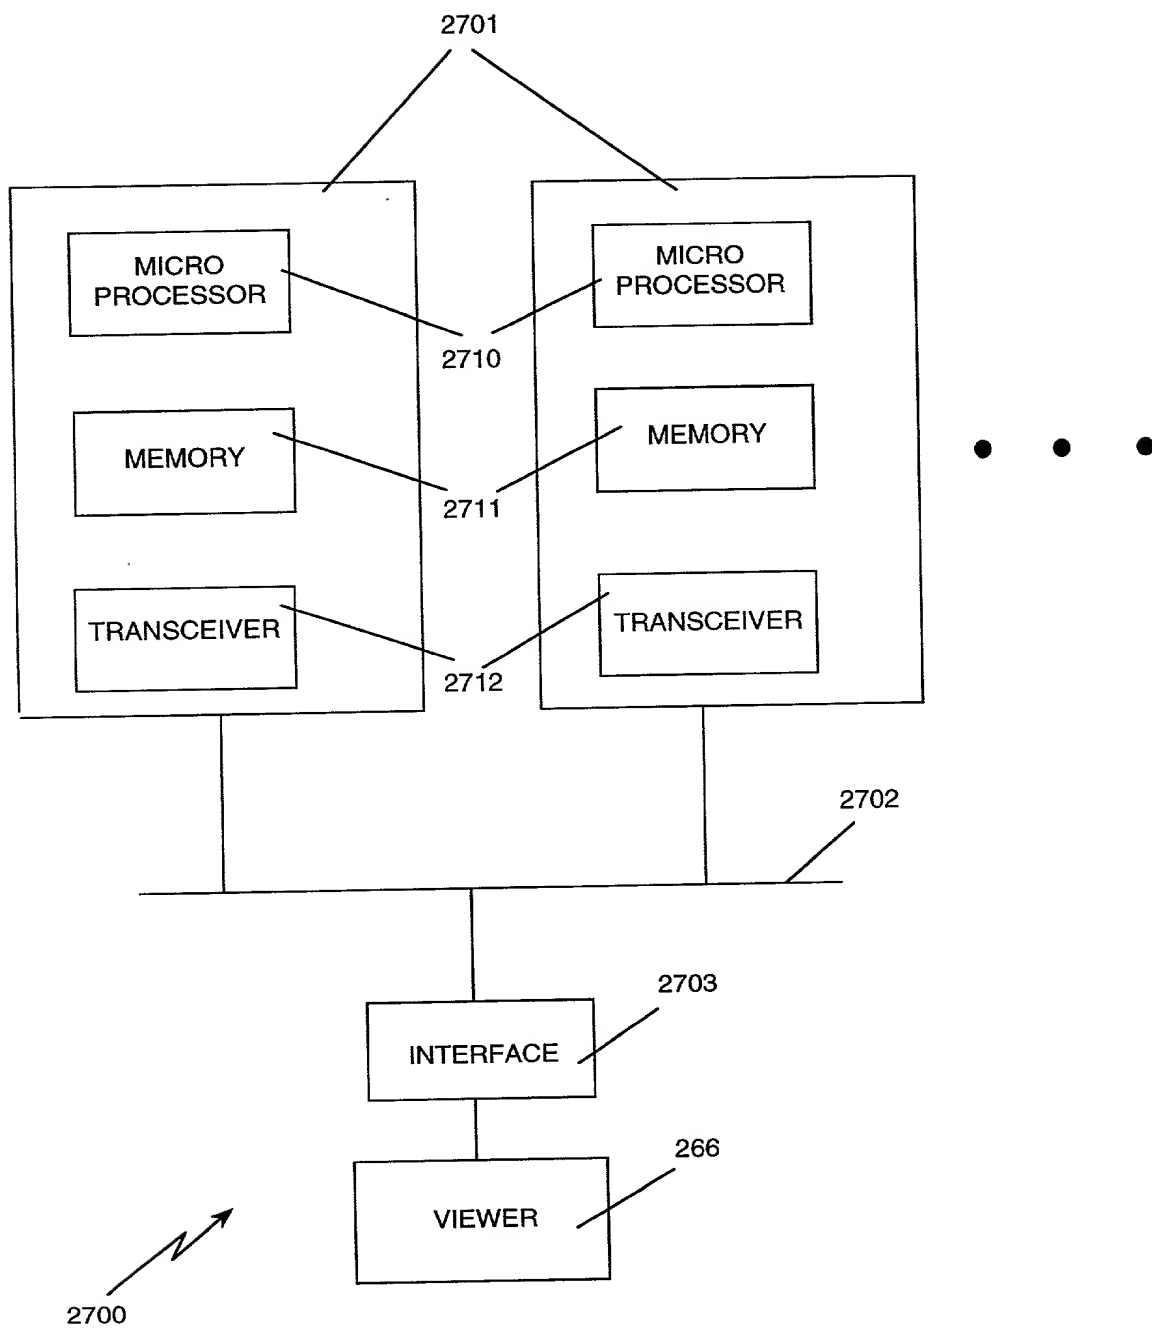 2701
MICRO
PROCESSOR
MICRO
PROCESSOR
2710
MEMORY
MEMORY
2711
TRANSCEIVER
TRANSCEIVER
2712
2702
2703
INTERFACE
266
VIEWER
2700